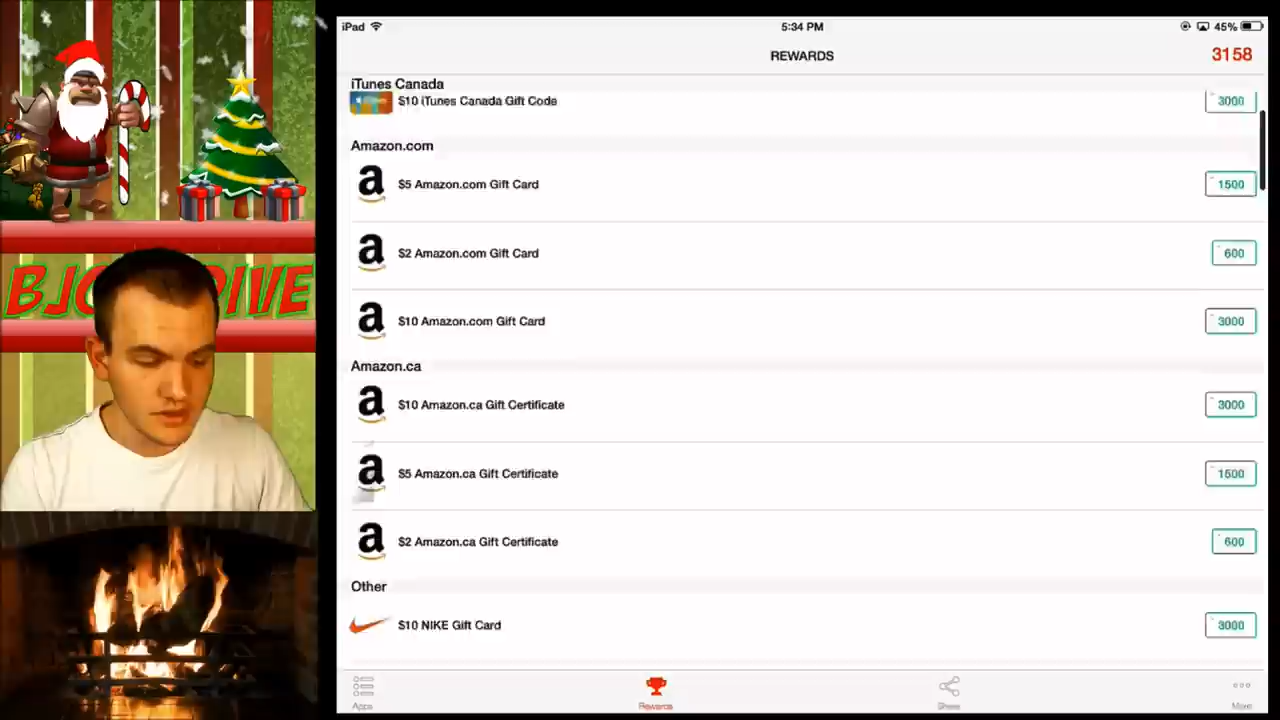 iPad
5:34 PM
45%
REWARDS
3158
iTunes Canada
$10 iTunes Canada Gift Code
3000
Amazon.com
$5 Amazon.com Gift Card
1500
$2 Amazon.com Gift Card
600
$10 Amazon.com Gift Card
3000
Amazon.ca
$10 Amazon.ca Gift Certificate
3000
$5 Amazon.ca Gift Certificate
1500
$2 Amazon.ca Gift Certificate
600
Other
$10 NIKE Gift Card
3000
Apps
Rewards
Share
More